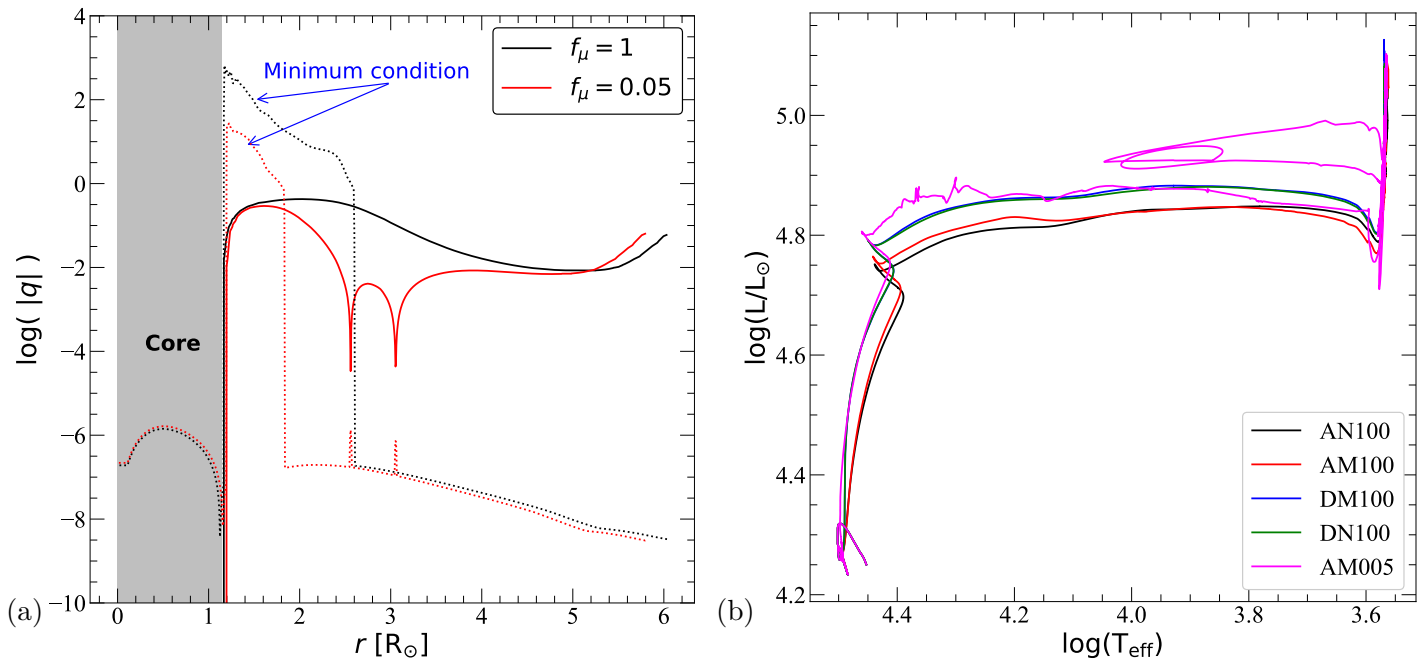 4
2
0
−2
−4
−6
−8
−10
log( |q| )
0
1
2
3
4
5
6
r [R⊙]
f_μ = 1
f_μ = 0.05
Minimum condition
Core
(a)
5.0
4.8
4.6
4.4
4.2
log(L/L⊙)
4.4
4.2
4.0
3.8
3.6
log(T_eff)
AN100
AM100
DM100
DN100
AM005
(b)